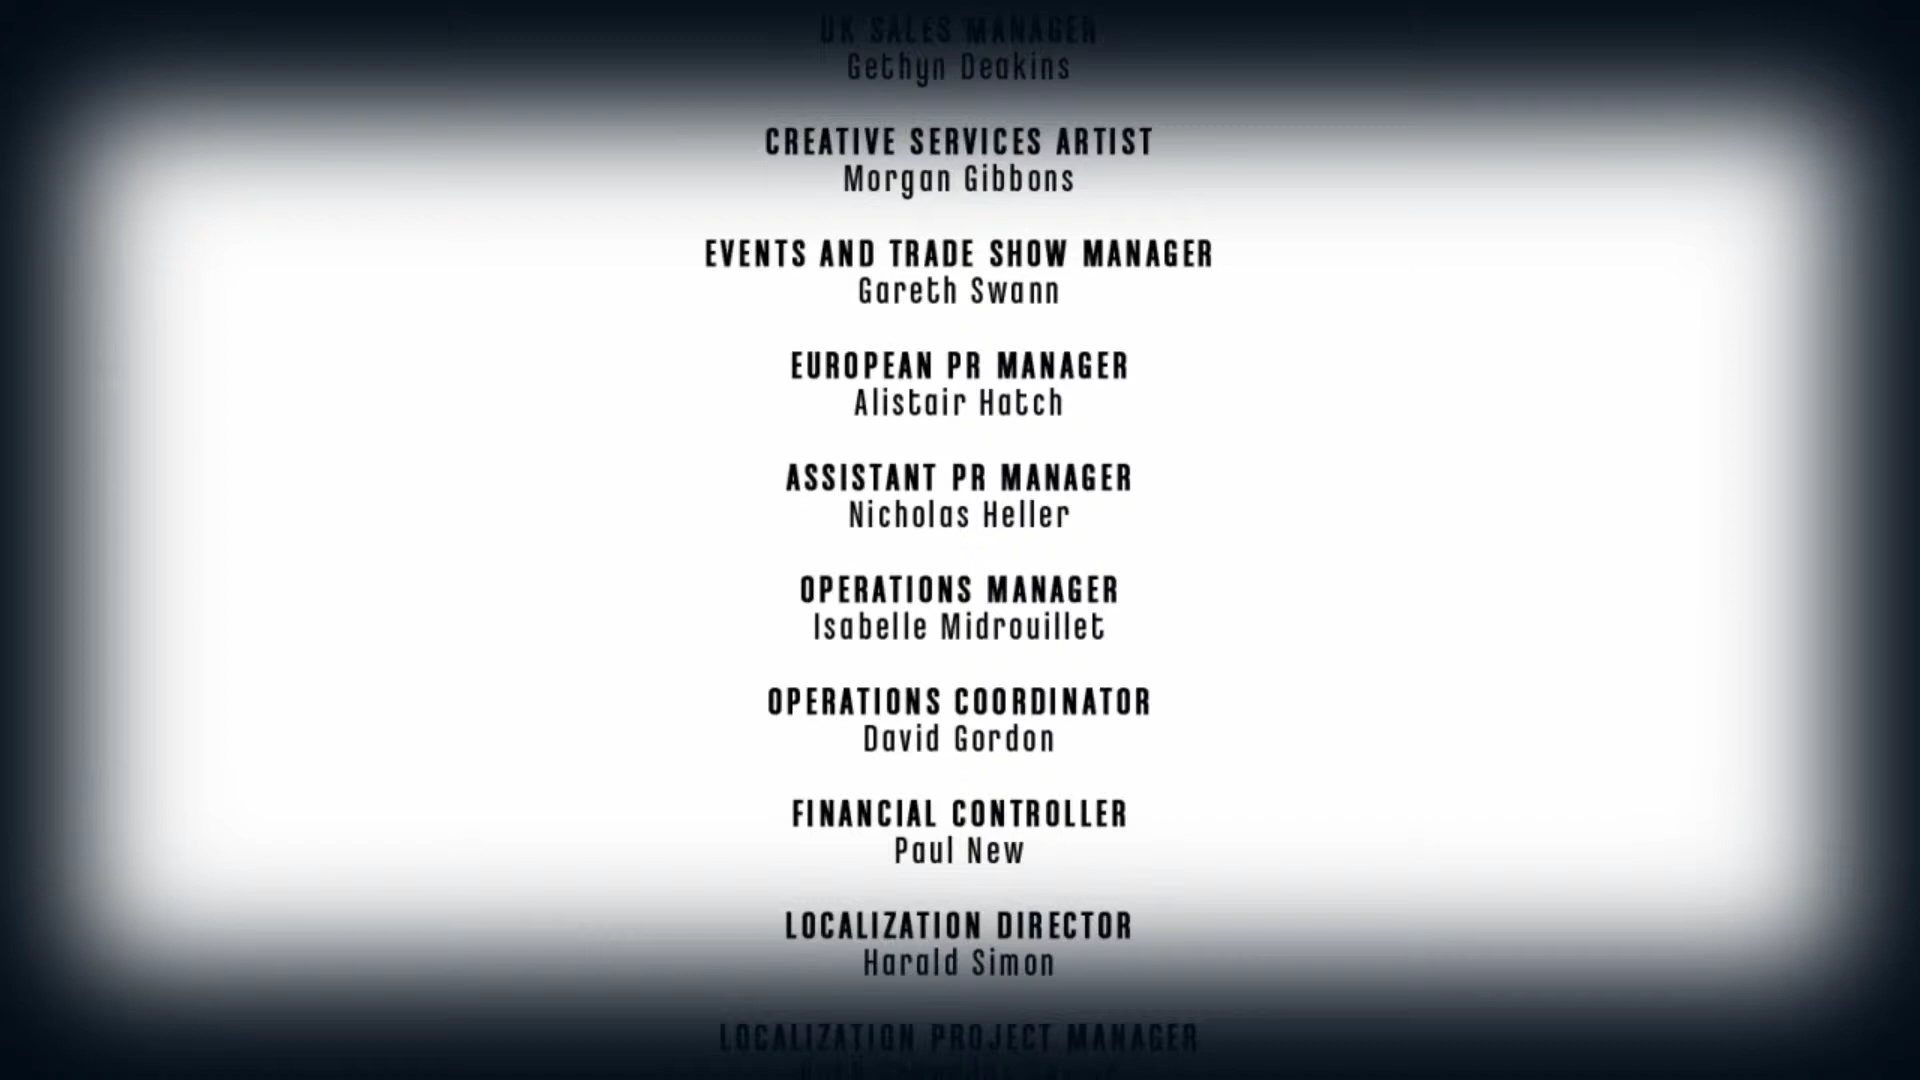 UK SALES MANAGER
Gethyn Deakins
CREATIVE SERVICES ARTIST
Morgan Gibbons
EVENTS AND TRADE SHOW MANAGER
Gareth Swann
EUROPEAN PR MANAGER
Alistair Hatch
ASSISTANT PR MANAGER
Nicholas Heller
OPERATIONS MANAGER
Isabelle Midrouillet
OPERATIONS COORDINATOR
David Gordon
FINANCIAL CONTROLLER
Paul New
LOCALIZATION DIRECTOR
Harald Simon
LOCALIZATION PROJECT MANAGER